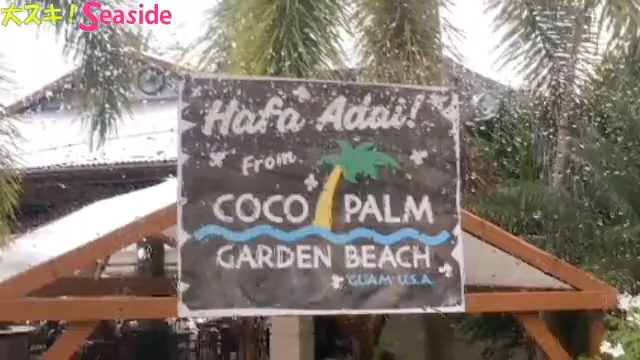 大スキ！Seaside
Hafa Adai!
From
COCO PALM
GARDEN BEACH
GUAM U.S.A.